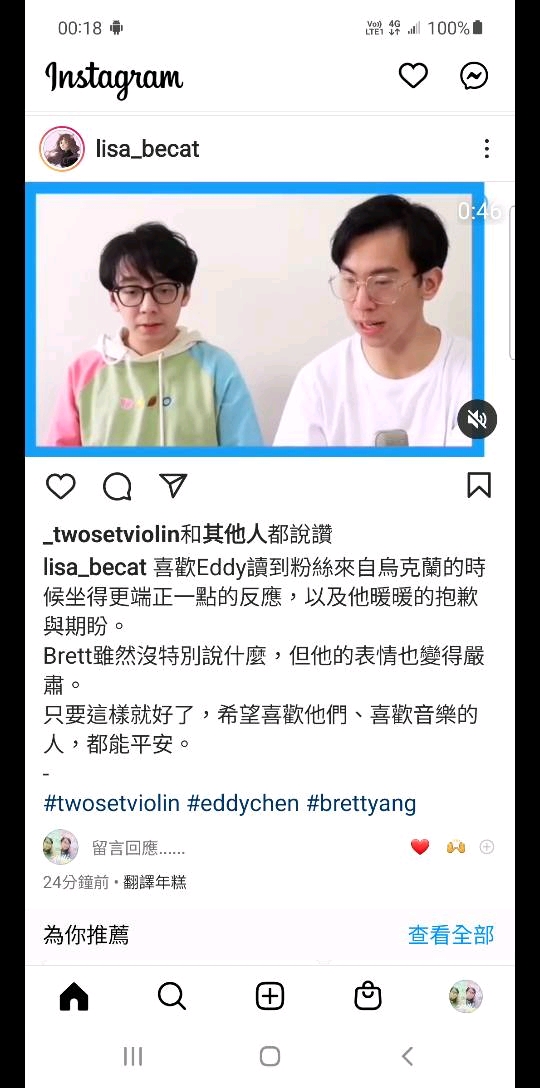 00:18
Vo)) 4G
LTE1 100%
Instagram
lisa_becat
0:46
_twosetviolin和其他人都說讚
lisa_becat 喜歡Eddy讀到粉絲來自烏克蘭的時
候坐得更端正一點的反應，以及他暖暖的抱歉
與期盼。
Brett雖然沒特別說什麼，但他的表情也變得嚴
肅。
只要這樣就好了，希望喜歡他們、喜歡音樂的
人，都能平安。
-
#twosetviolin #eddychen #brettyang
留言回應......
24分鐘前 • 翻譯年糕
為你推薦
查看全部